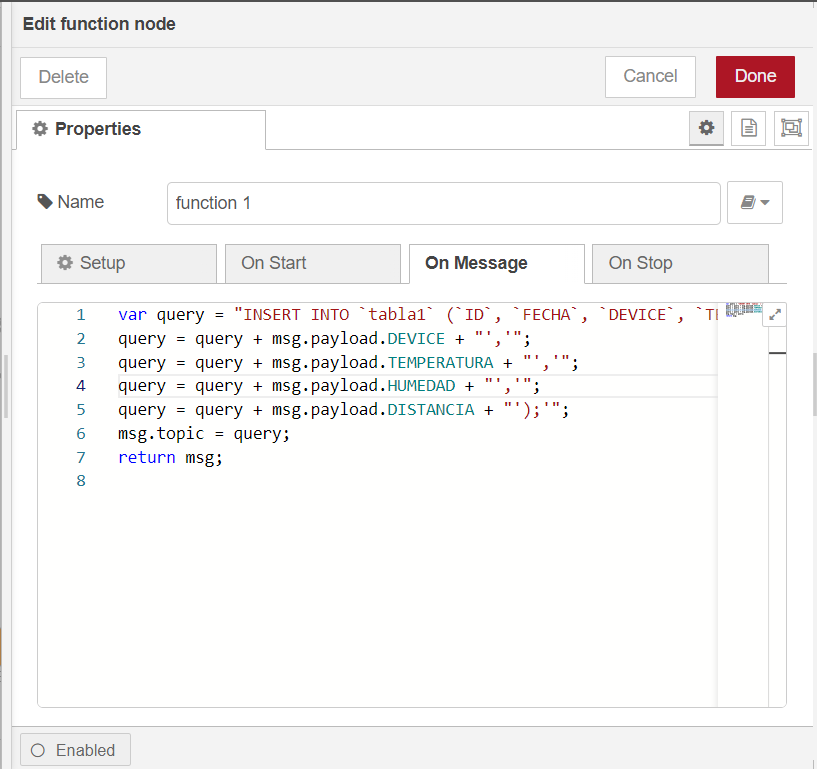 Edit function node
Delete
Cancel
Done
Properties
Name
function 1
Setup
On Start
On Message
On Stop
1 var query = "INSERT INTO `tabla1` (`ID`, `FECHA`, `DEVICE`, `TE
2 query = query + msg.payload.DEVICE + "','";
3 query = query + msg.payload.TEMPERATURA + "','";
4 query = query + msg.payload.HUMEDAD + "','";
5 query = query + msg.payload.DISTANCIA + "');'";
6 msg.topic = query;
7 return msg;
8
Enabled